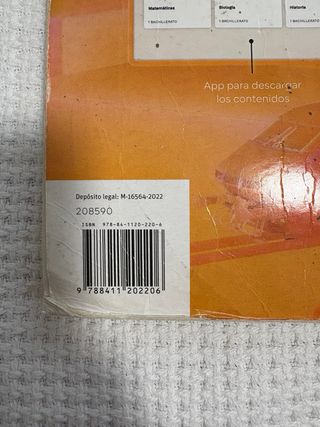 Matemáticas
1 BACHILLERATO
Biología
1 BACHILLERATO
Historia
1 BACHILLERATO
App para descargar
los contenidos
Depósito legal: M-16564-2022
208590
ISBN 978-84-1120-220-6
9 788411 202206